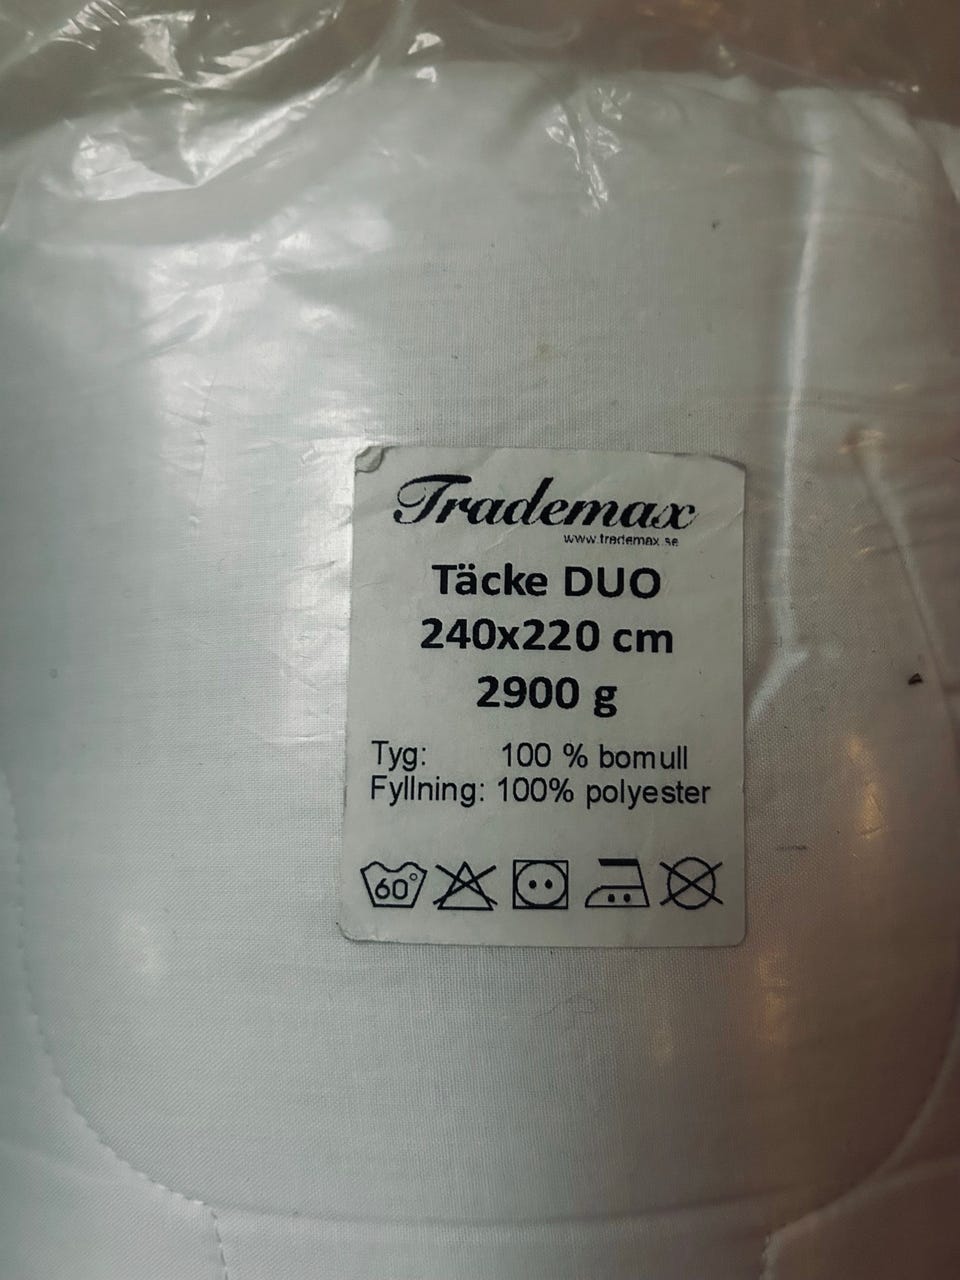 Trademax
www.trademax.se
Täcke DUO
240x220 cm
2900 g
Tyg: 100 % bomull
Fyllning: 100% polyester
60°